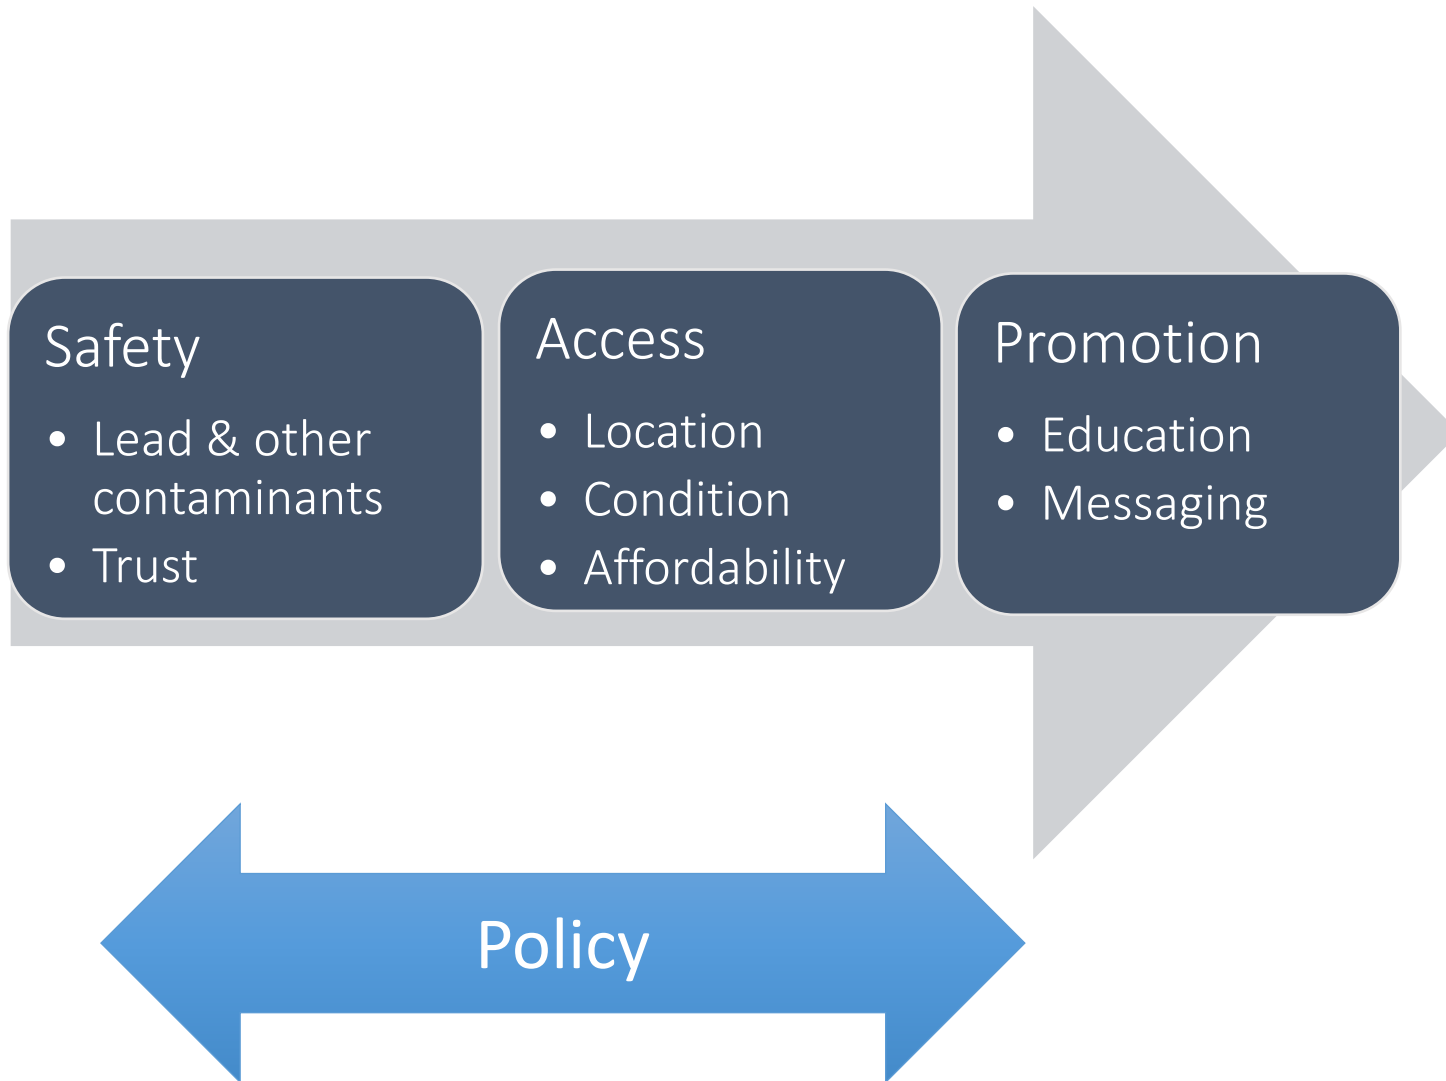 Safety
• Lead & other
contaminants
• Trust
Access
• Location
• Condition
• Affordability
Promotion
• Education
• Messaging
Policy